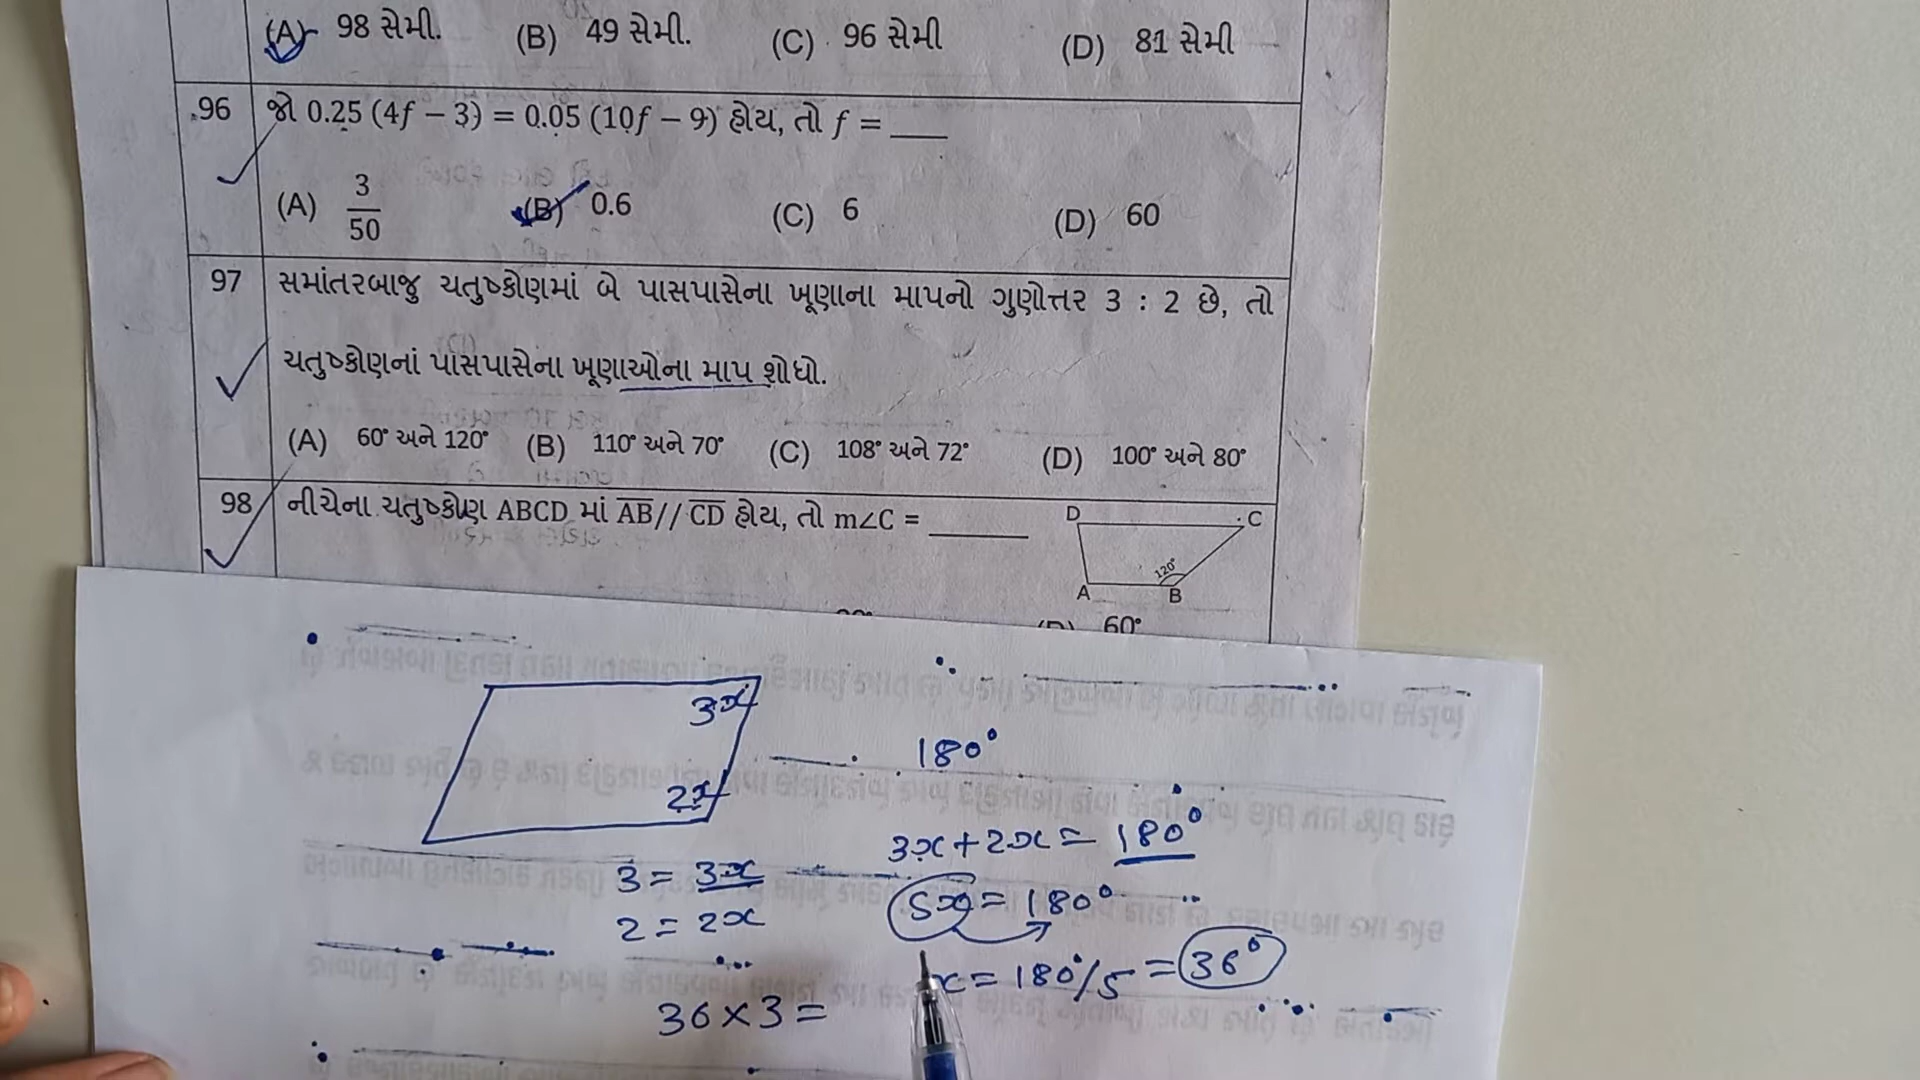 (A) 98 સેમી. (B) 49 સેમી. (C) 96 સેમી (D) 81 સેમી
96 જો 0.25 (4f – 3) = 0.05 (10f – 9) હોય, તો f = ___
(A) 3/50 (B) 0.6 (C) 6 (D) 60
97 સમાંતરબાજુ ચતુષ્કોણમાં બે પાસપાસેના ખૂણાના માપનો ગુણોત્તર 3 : 2 છે, તો
ચતુષ્કોણનાં પાસપાસેના ખૂણાઓના માપ શોધો.
(A) 60° અને 120° (B) 110° અને 70° (C) 108° અને 72° (D) 100° અને 80°
98 નીચેના ચતુષ્કોણ ABCD માં AB// CD હોય, તો m∠C = ______
D C
120°
A B
60°
3x
2x
180°
3x+2x = 180°
3 = 3x
5x = 180°
2 = 2x
x = 180°/5 = 36°
36 × 3 =